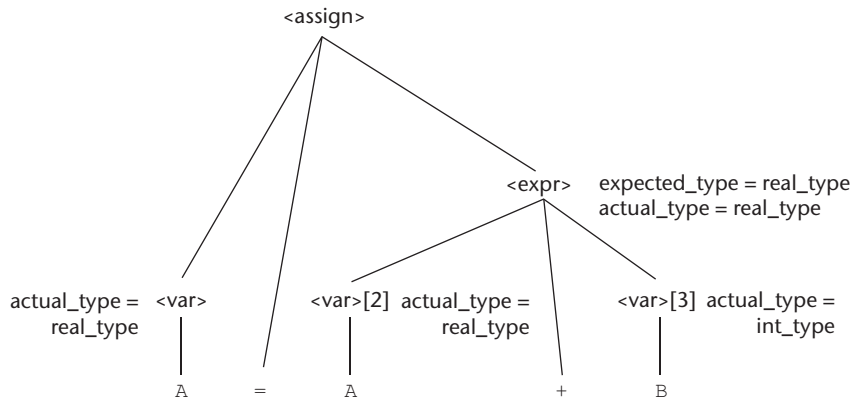 <assign>
<expr> expected_type = real_type
actual_type = real_type
actual_type = <var> <var>[2] actual_type = <var>[3] actual_type =
real_type real_type int_type
A = A + B